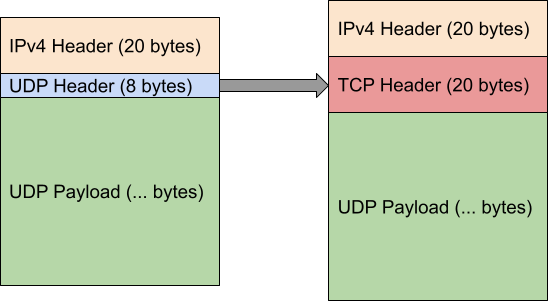 IPv4 Header (20 bytes)
UDP Header (8 bytes)
UDP Payload (... bytes)
IPv4 Header (20 bytes)
TCP Header (20 bytes)
UDP Payload (... bytes)